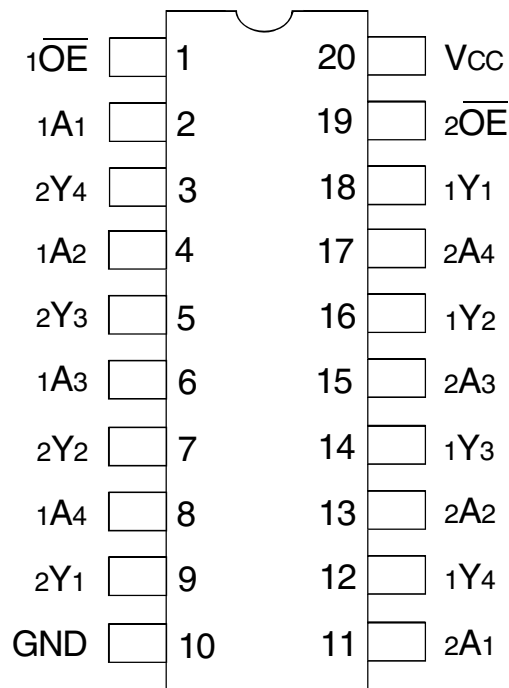 1O̅E̅ 1 20 VCC
1A1 2 19 2O̅E̅
2Y4 3 18 1Y1
1A2 4 17 2A4
2Y3 5 16 1Y2
1A3 6 15 2A3
2Y2 7 14 1Y3
1A4 8 13 2A2
2Y1 9 12 1Y4
GND 10 11 2A1